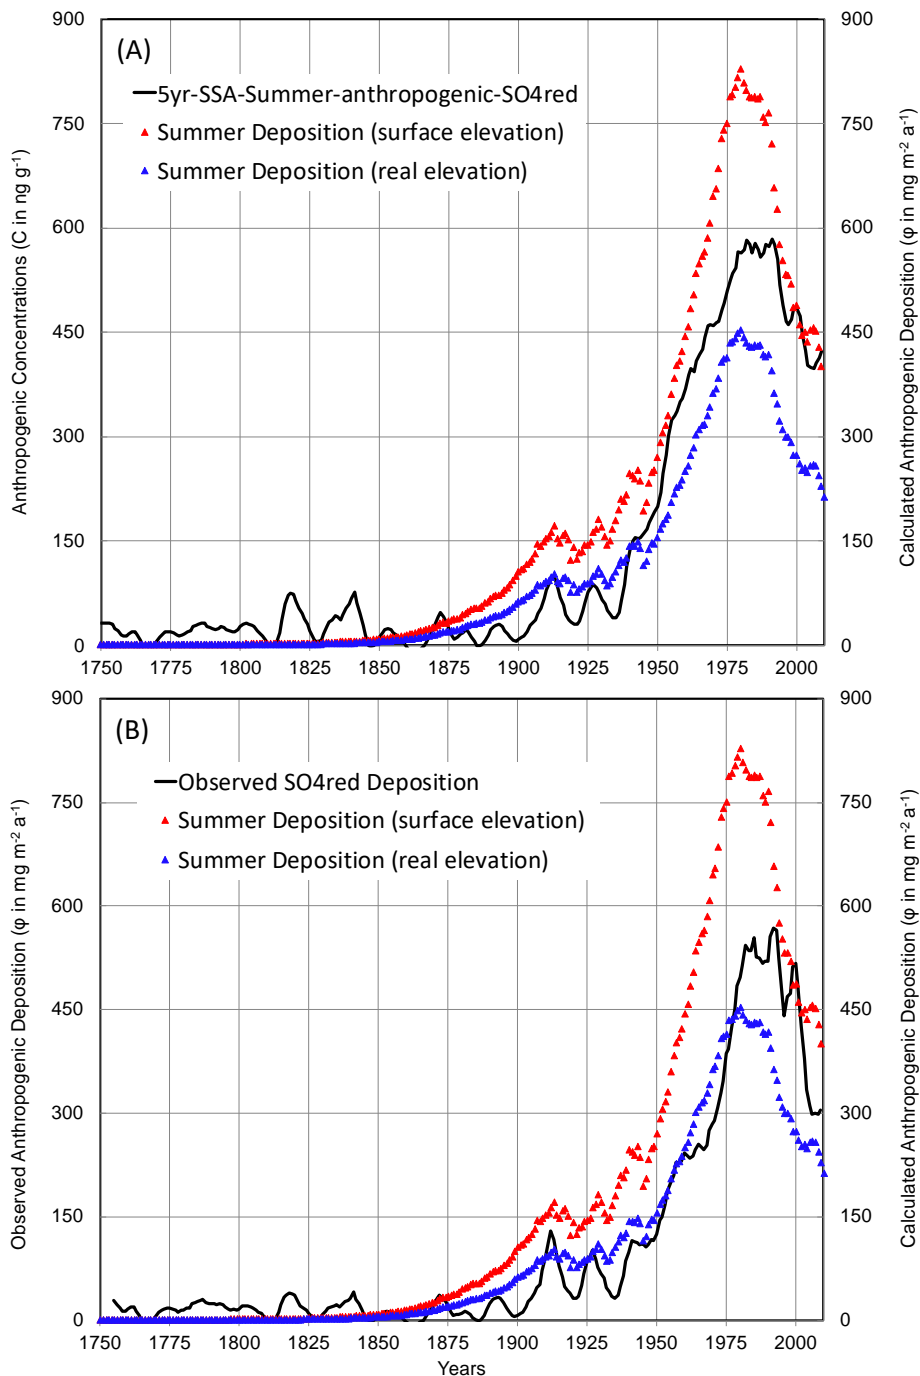 900
900
(A)
5yr-SSA-Summer-anthropogenic-SO4red
Summer Deposition (surface elevation)
Summer Deposition (real elevation)
750
750
600
600
450
450
300
300
150
150
0
0
Anthropogenic Concentrations (C in ng g⁻¹)
Calculated Anthropogenic Deposition (φ in mg m⁻² a⁻¹)
1750 1775 1800 1825 1850 1875 1900 1925 1950 1975 2000
900
900
(B)
Observed SO4red Deposition
Summer Deposition (surface elevation)
Summer Deposition (real elevation)
750
750
600
600
450
450
300
300
150
150
0
0
Observed Anthropogenic Deposition (φ in mg m⁻² a⁻¹)
Calculated Anthropogenic Deposition (φ in mg m⁻² a⁻¹)
1750 1775 1800 1825 1850 1875 1900 1925 1950 1975 2000
Years